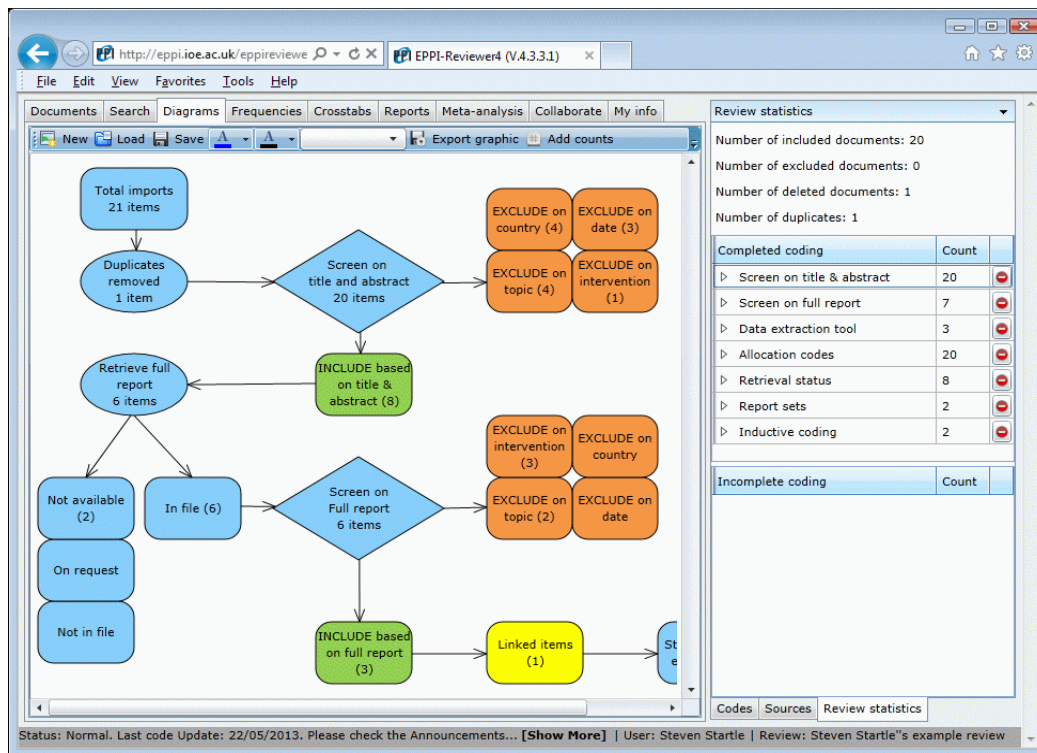 http://eppi.ioe.ac.uk/eppireviewe
EPPI-Reviewer4 (V.4.3.3.1)
File Edit View Favorites Tools Help
Documents Search Diagrams Frequencies Crosstabs Reports Meta-analysis Collaborate My info
New Load Save A A Export graphic Add counts
Total imports
21 items
Duplicates
removed
1 item
Screen on
title and abstract
20 items
EXCLUDE on
country (4)
EXCLUDE on
date (3)
EXCLUDE on
topic (4)
EXCLUDE on
intervention
(1)
INCLUDE based
on title &
abstract (8)
Retrieve full
report
6 items
Not available
(2)
On request
Not in file
In file (6)
Screen on
Full report
6 items
EXCLUDE on
intervention
(3)
EXCLUDE on
country
EXCLUDE on
topic (2)
EXCLUDE on
date
INCLUDE based
on full report
(3)
Linked items
(1)
St
e
Review statistics
Number of included documents: 20
Number of excluded documents: 0
Number of deleted documents: 1
Number of duplicates: 1
Completed coding Count
Screen on title & abstract 20
Screen on full report 7
Data extraction tool 3
Allocation codes 20
Retrieval status 8
Report sets 2
Inductive coding 2
Incomplete coding Count
Codes Sources Review statistics
Status: Normal. Last code Update: 22/05/2013. Please check the Announcements... [Show More] | User: Steven Startle | Review: Steven Startle"s example review